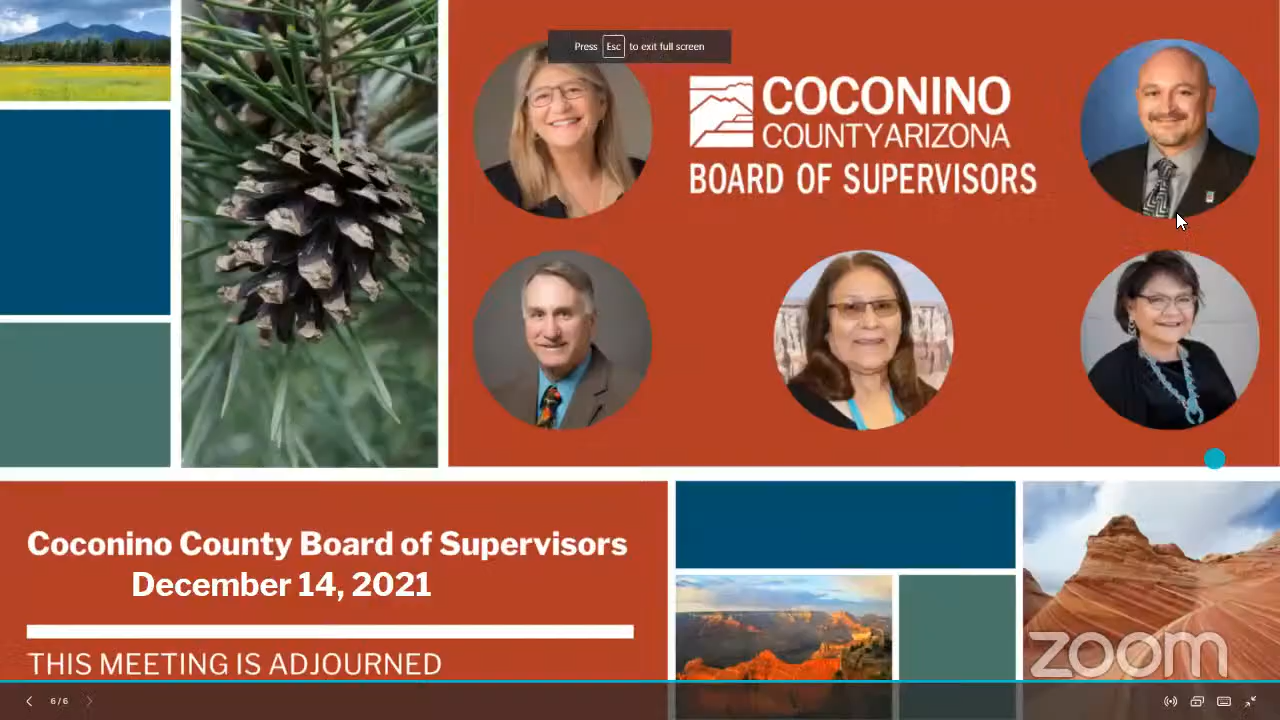 Press Esc to exit full screen
COCONINO
COUNTY ARIZONA
BOARD OF SUPERVISORS
Coconino County Board of Supervisors
December 14, 2021
THIS MEETING IS ADJOURNED
zoom
6/6